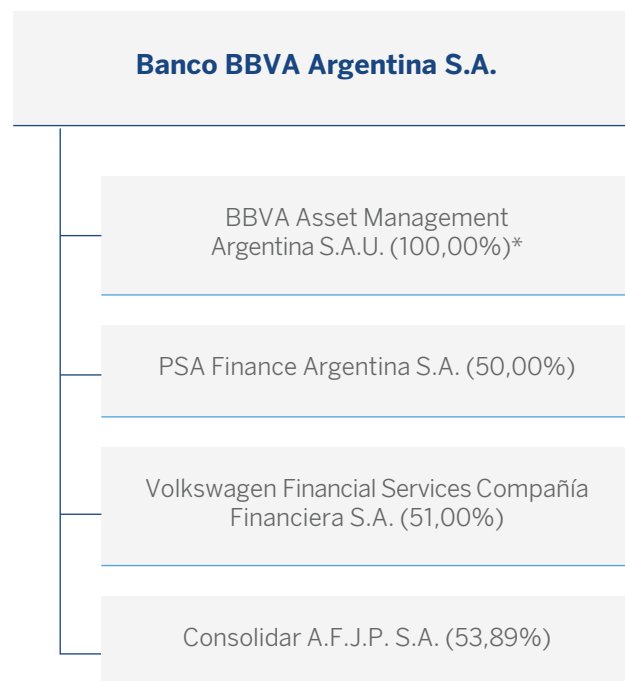 Banco BBVA Argentina S.A.
BBVA Asset Management
Argentina S.A.U. (100,00%)*
PSA Finance Argentina S.A. (50,00%)
Volkswagen Financial Services Compañía
Financiera S.A. (51,00%)
Consolidar A.F.J.P. S.A. (53,89%)